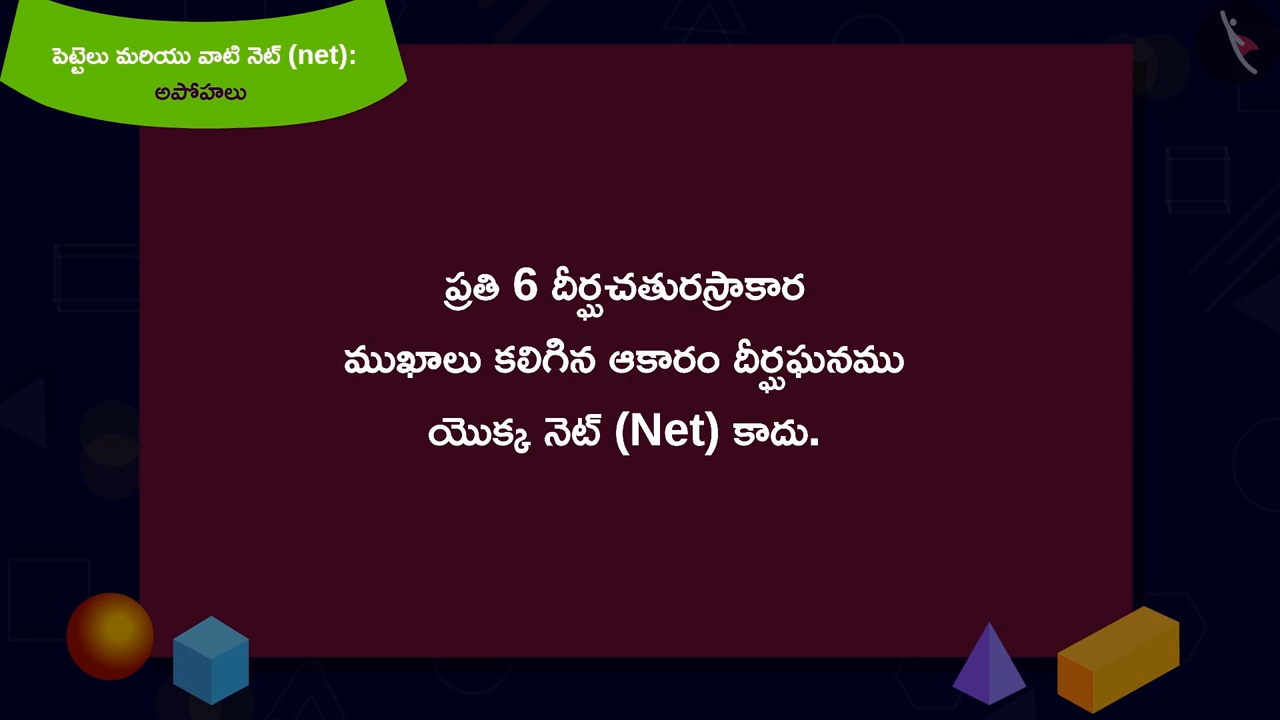 పెట్టెలు మరియు వాటి నెట్ (net):
అపోహలు
ప్రతి 6 దీర్ఘచతురస్రాకార
ముఖాలు కలిగిన ఆకారం దీర్ఘఘనము
యొక్క నెట్ (Net) కాదు.